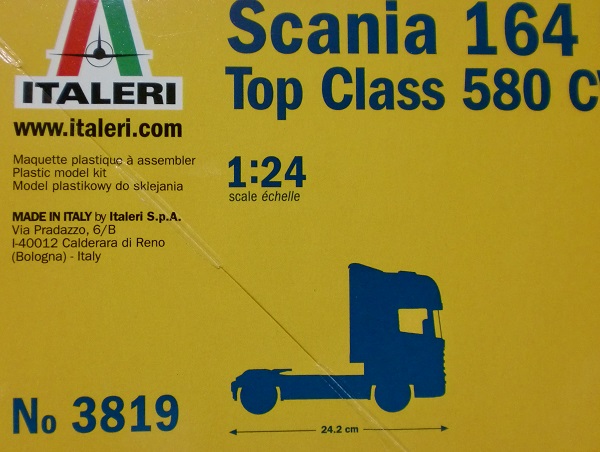 Scania 164
Top Class 580 C
ITALERI
www.italeri.com
Maquette plastique à assembler
Plastic model kit
Model plastikowy do sklejania
1:24
scale échelle
MADE IN ITALY by Italeri S.p.A.
Via Pradazzo, 6/B
I-40012 Calderara di Reno
(Bologna) - Italy
No 3819
24.2 cm